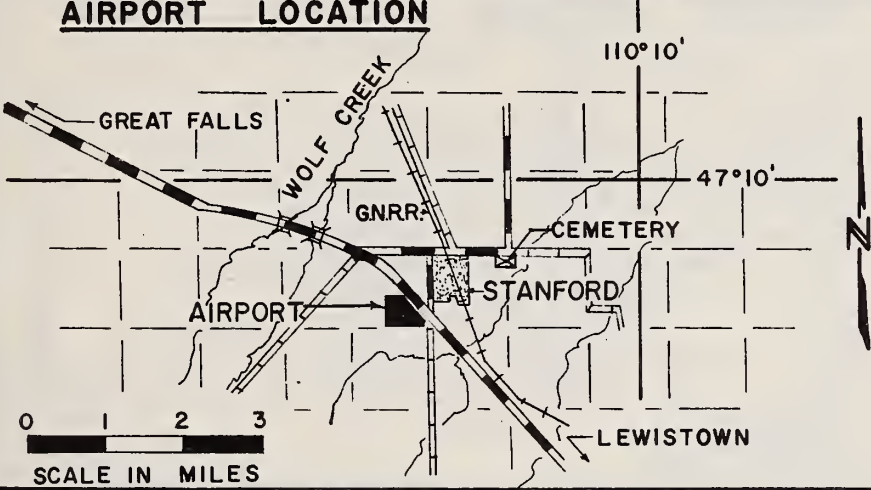 AIRPORT LOCATION
110°10'
GREAT FALLS
WOLF CREEK
47°10'
G.N.R.R.
CEMETERY
N
STANFORD
AIRPORT
0 1 2 3
SCALE IN MILES
LEWISTOWN